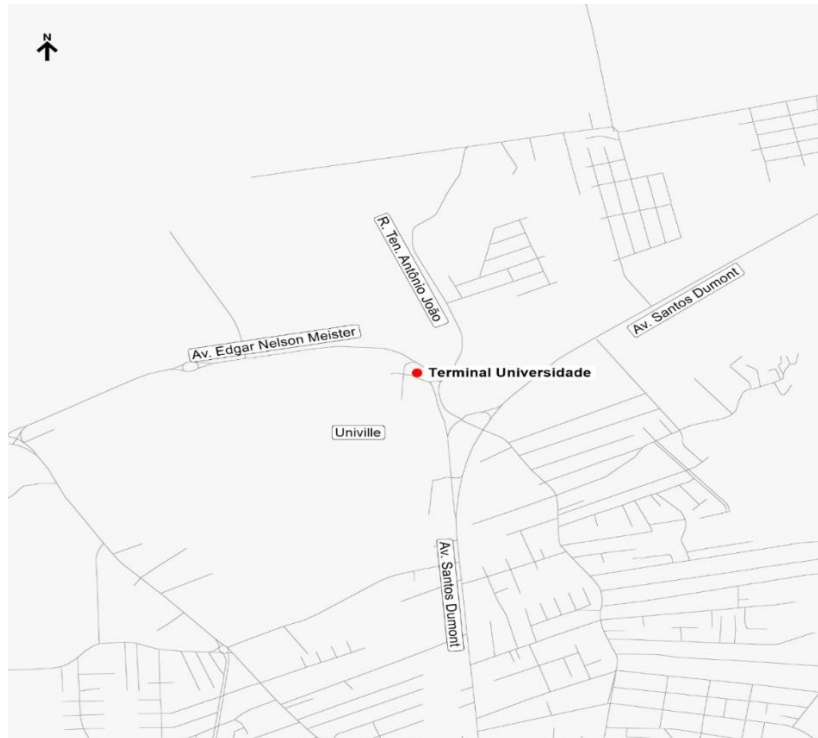 N
R. Ten. Antônio João
Av. Santos Dumont
Av. Edgar Nelson Meister
Terminal Universidade
Univille
Av. Santos Dumont